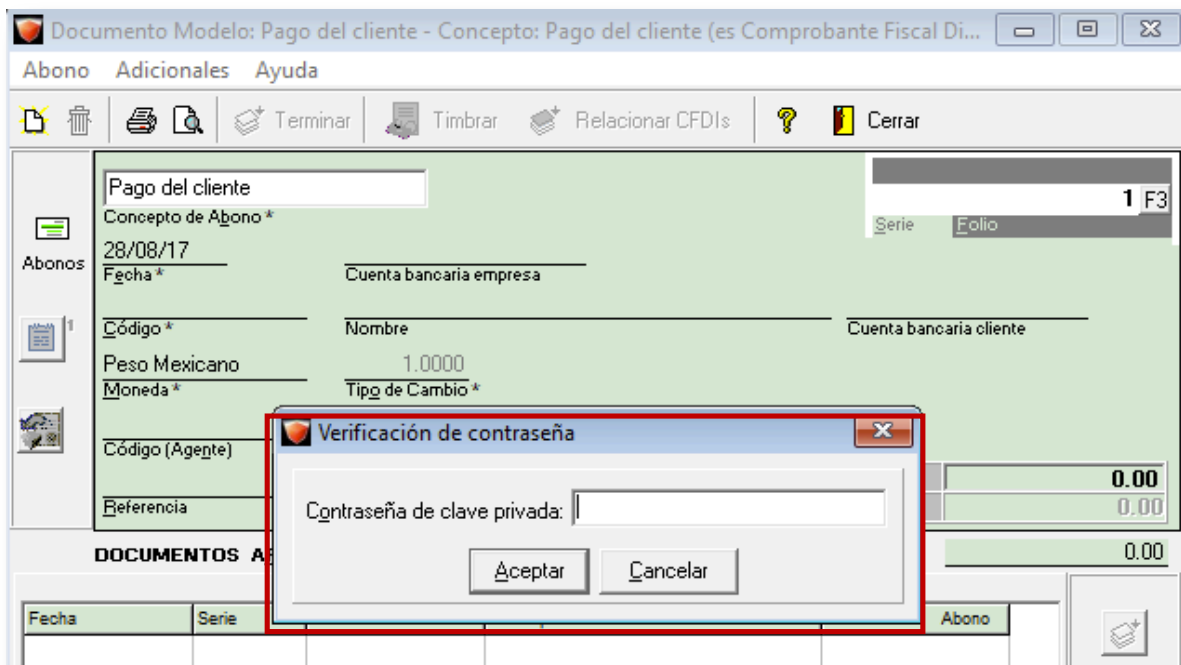 Documento Modelo: Pago del cliente - Concepto: Pago del cliente (es Comprobante Fiscal Di...
Abono Adicionales Ayuda
Terminar Timbrar Relacionar CFDIs Cerrar
Pago del cliente
Concepto de Abono *
1 F3
Serie Folio
Abonos
28/08/17
Fecha * Cuenta bancaria empresa
1
Código * Nombre Cuenta bancaria cliente
Peso Mexicano 1.0000
Moneda * Tipo de Cambio *
Verificación de contraseña
Código (Agente)
0.00
Contraseña de clave privada:
Referencia
0.00
DOCUMENTOS
0.00
Aceptar Cancelar
Fecha Serie Abono